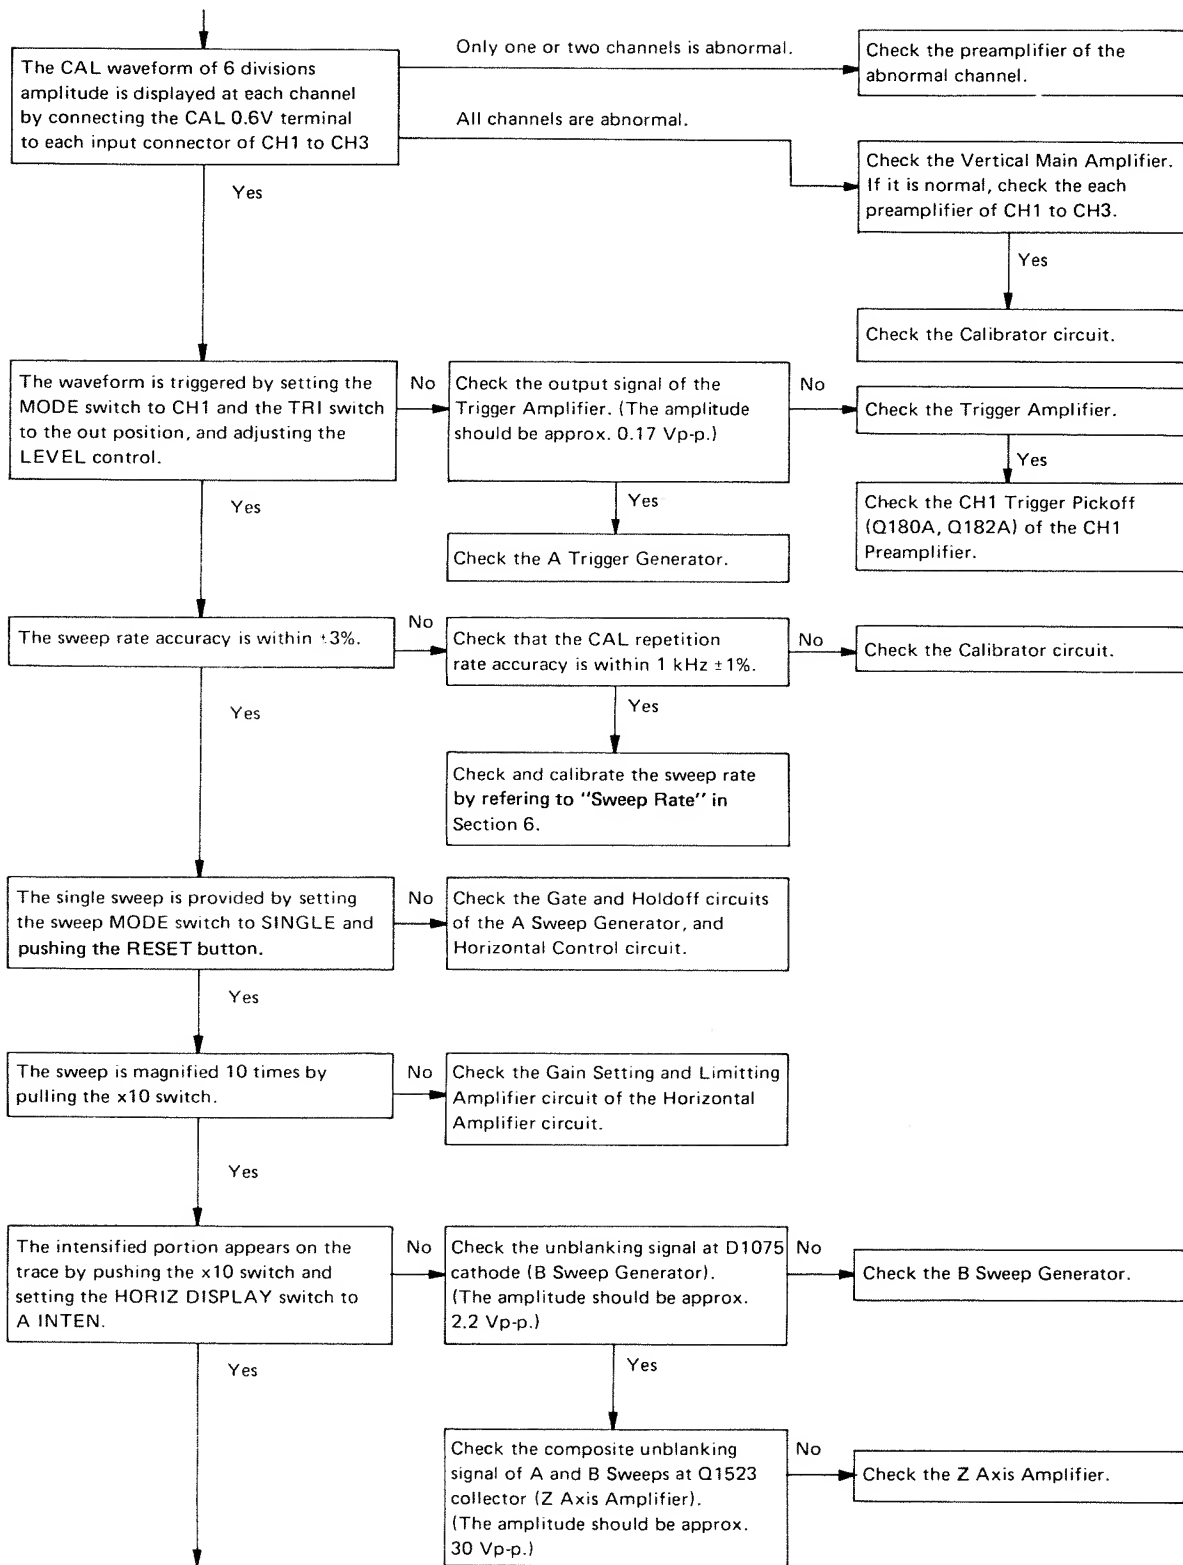 Only one or two channels is abnormal.
The CAL waveform of 6 divisions
amplitude is displayed at each channel
by connecting the CAL 0.6V terminal
to each input connector of CH1 to CH3
Check the preamplifier of the
abnormal channel.
All channels are abnormal.
Check the Vertical Main Amplifier.
If it is normal, check the each
preamplifier of CH1 to CH3.
Yes
Yes
Check the Calibrator circuit.
The waveform is triggered by setting the
MODE switch to CH1 and the TRI switch
to the out position, and adjusting the
LEVEL control.
No
Check the output signal of the
Trigger Amplifier. (The amplitude
should be approx. 0.17 Vp-p.)
No
Check the Trigger Amplifier.
Yes
Yes
Yes
Check the CH1 Trigger Pickoff
(Q180A, Q182A) of the CH1
Preamplifier.
Check the A Trigger Generator.
The sweep rate accuracy is within ±3%.
No
Check that the CAL repetition
rate accuracy is within 1 kHz ±1%.
No
Check the Calibrator circuit.
Yes
Yes
Check and calibrate the sweep rate
by refering to "Sweep Rate" in
Section 6.
The single sweep is provided by setting
the sweep MODE switch to SINGLE and
pushing the RESET button.
No
Check the Gate and Holdoff circuits
of the A Sweep Generator, and
Horizontal Control circuit.
Yes
The sweep is magnified 10 times by
pulling the x10 switch.
No
Check the Gain Setting and Limitting
Amplifier circuit of the Horizontal
Amplifier circuit.
Yes
The intensified portion appears on the
trace by pushing the x10 switch and
setting the HORIZ DISPLAY switch to
A INTEN.
No
Check the unblanking signal at D1075
cathode (B Sweep Generator).
(The amplitude should be approx.
2.2 Vp-p.)
No
Check the B Sweep Generator.
Yes
Yes
Check the composite unblanking
signal of A and B Sweeps at Q1523
collector (Z Axis Amplifier).
(The amplitude should be approx.
30 Vp-p.)
No
Check the Z Axis Amplifier.